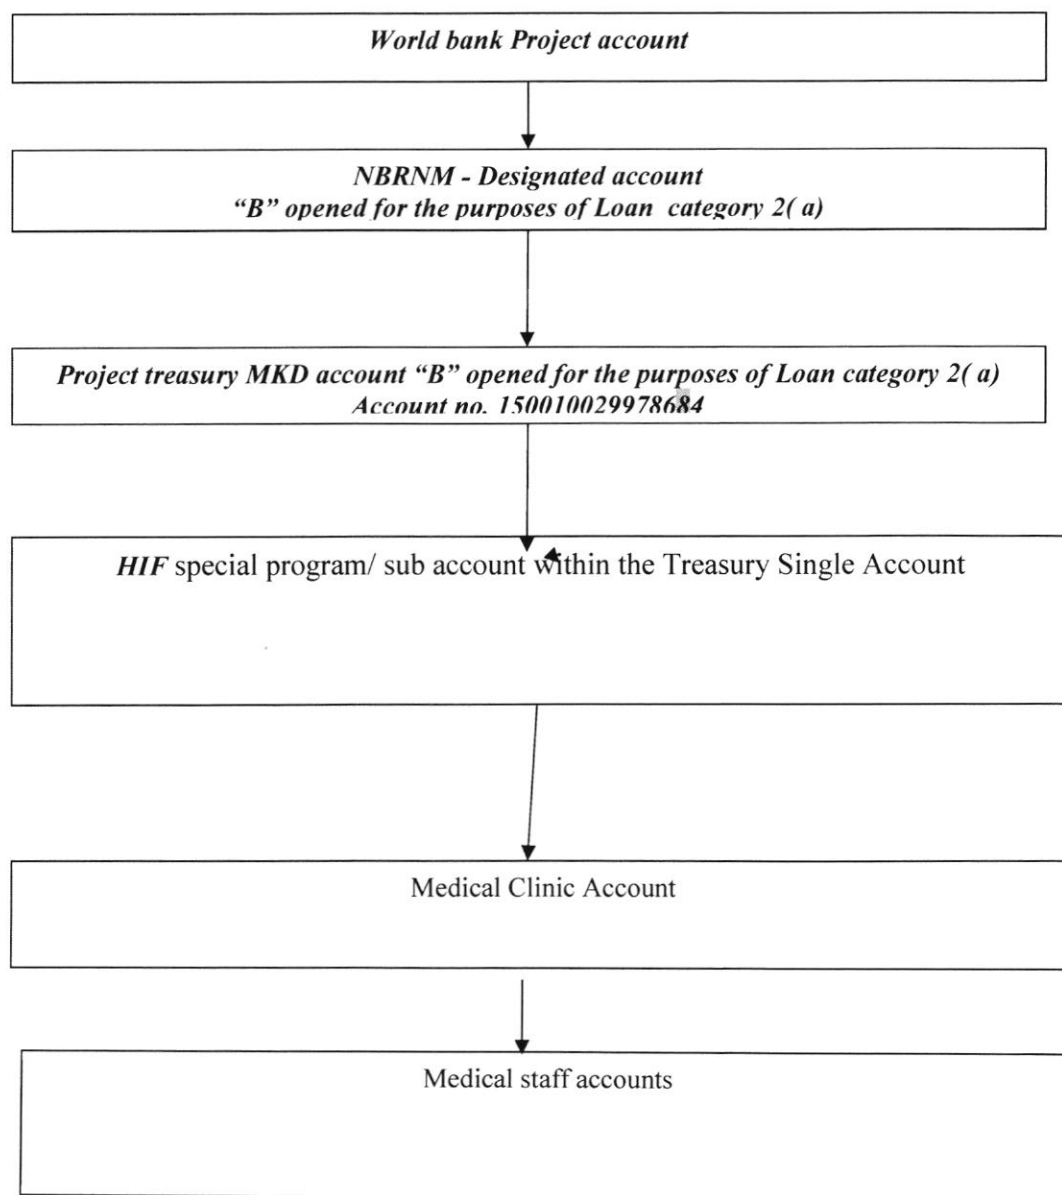 World bank Project account
NBRNM - Designated account
“B” opened for the purposes of Loan category 2( a)
Project treasury MKD account “B” opened for the purposes of Loan category 2( a)
Account no. 150010029978684
HIF special program/ sub account within the Treasury Single Account
Medical Clinic Account
Medical staff accounts